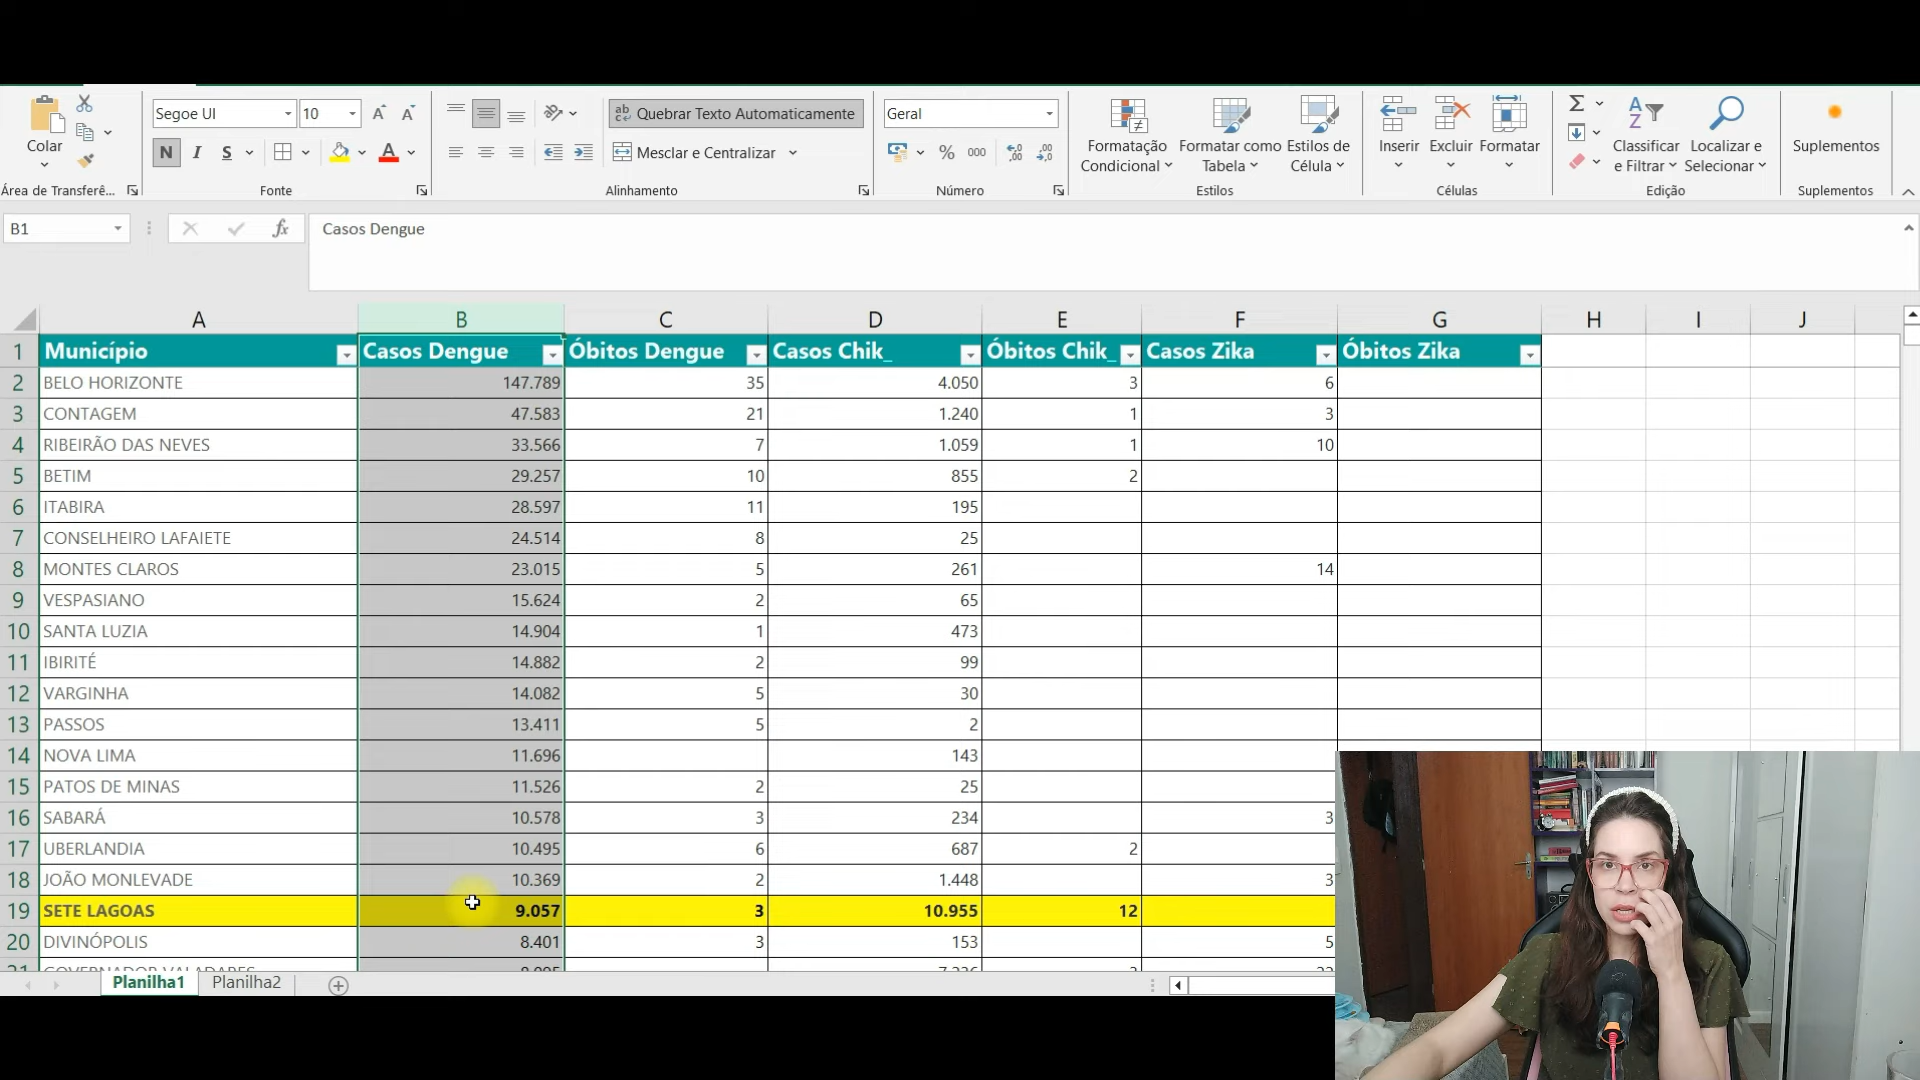 Colar
Área de Transferê...
Segoe UI
10
A
A
N
I
S
A
Fonte
Quebrar Texto Automaticamente
Mesclar e Centralizar
Alinhamento
Geral
% 000
Número
Formatação Condicional
Formatar como Tabela
Estilos de Célula
Estilos
Inserir
Excluir
Formatar
Células
Classificar e Filtrar
Localizar e Selecionar
Edição
Suplementos
Suplementos
B1
fx
Casos Dengue
A B C D E F G H I J
1 Município Casos Dengue Óbitos Dengue Casos Chik_ Óbitos Chik_ Casos Zika Óbitos Zika
2 BELO HORIZONTE 147.789 35 4.050 3 6
3 CONTAGEM 47.583 21 1.240 1 3
4 RIBEIRÃO DAS NEVES 33.566 7 1.059 1 10
5 BETIM 29.257 10 855 2
6 ITABIRA 28.597 11 195
7 CONSELHEIRO LAFAIETE 24.514 8 25
8 MONTES CLAROS 23.015 5 261 14
9 VESPASIANO 15.624 2 65
10 SANTA LUZIA 14.904 1 473
11 IBIRITÉ 14.882 2 99
12 VARGINHA 14.082 5 30
13 PASSOS 13.411 5 2
14 NOVA LIMA 11.696 143
15 PATOS DE MINAS 11.526 2 25
16 SABARÁ 10.578 3 234 3
17 UBERLANDIA 10.495 6 687 2
18 JOÃO MONLEVADE 10.369 2 1.448 3
19 SETE LAGOAS 9.057 3 10.955 12
20 DIVINÓPOLIS 8.401 3 153 5
Planilha1
Planilha2